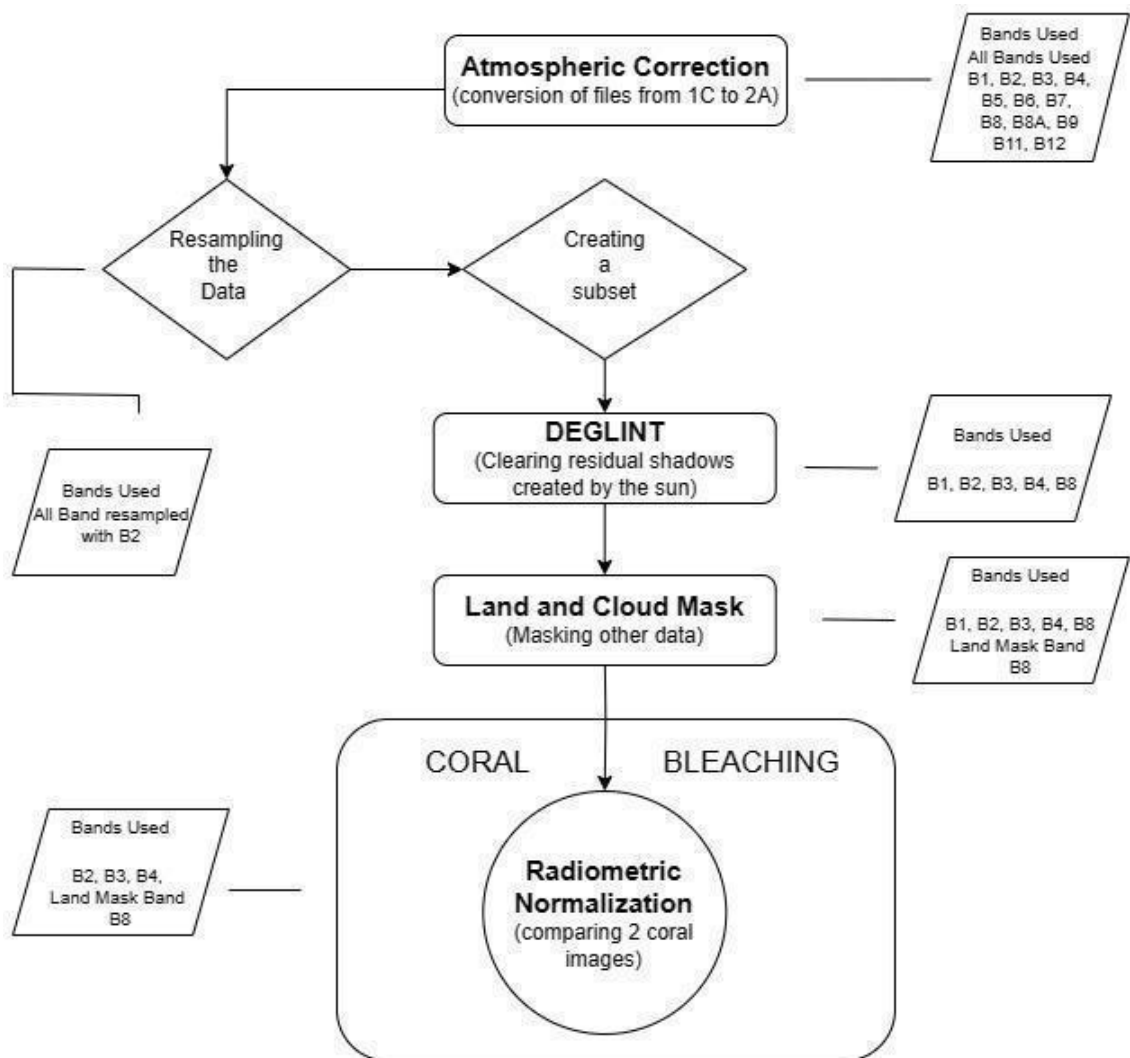 Atmospheric Correction
(conversion of files from 1C to 2A)
Bands Used
All Bands Used
B1, B2, B3, B4,
B5, B6, B7,
B8, B8A, B9
B11, B12
Resampling
the
Data
Creating
a
subset
Bands Used
All Band resampled
with B2
DEGLINT
(Clearing residual shadows
created by the sun)
Bands Used
B1, B2, B3, B4, B8
Land and Cloud Mask
(Masking other data)
Bands Used
B1, B2, B3, B4, B8
Land Mask Band
B8
CORAL BLEACHING
Bands Used
B2, B3, B4,
Land Mask Band
B8
Radiometric
Normalization
(comparing 2 coral
images)